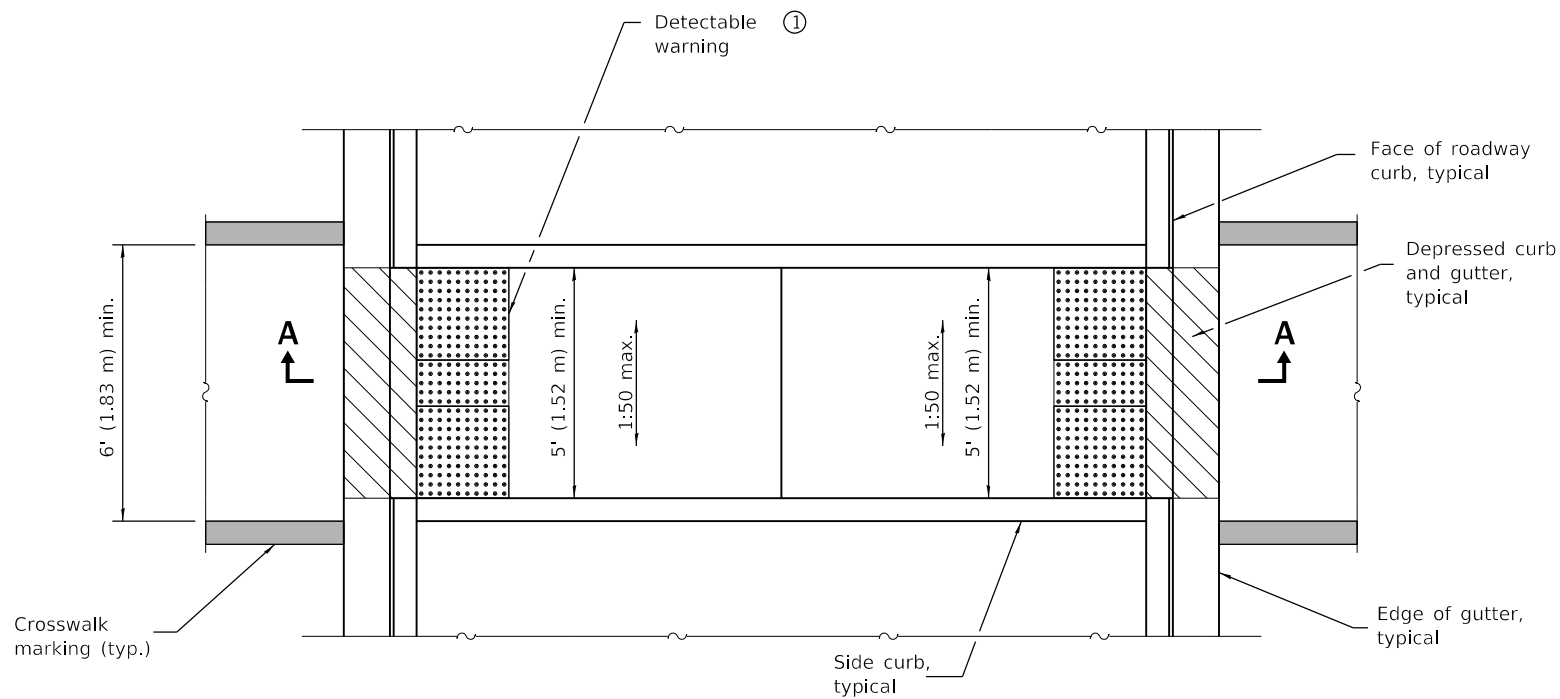 Detectable ①
warning
Face of roadway
curb, typical
Depressed curb
and gutter,
typical
6' (1.83 m) min.
A
5' (1.52 m) min.
1:50 max.
1:50 max.
5' (1.52 m) min.
A
Crosswalk
marking (typ.)
Side curb,
typical
Edge of gutter,
typical